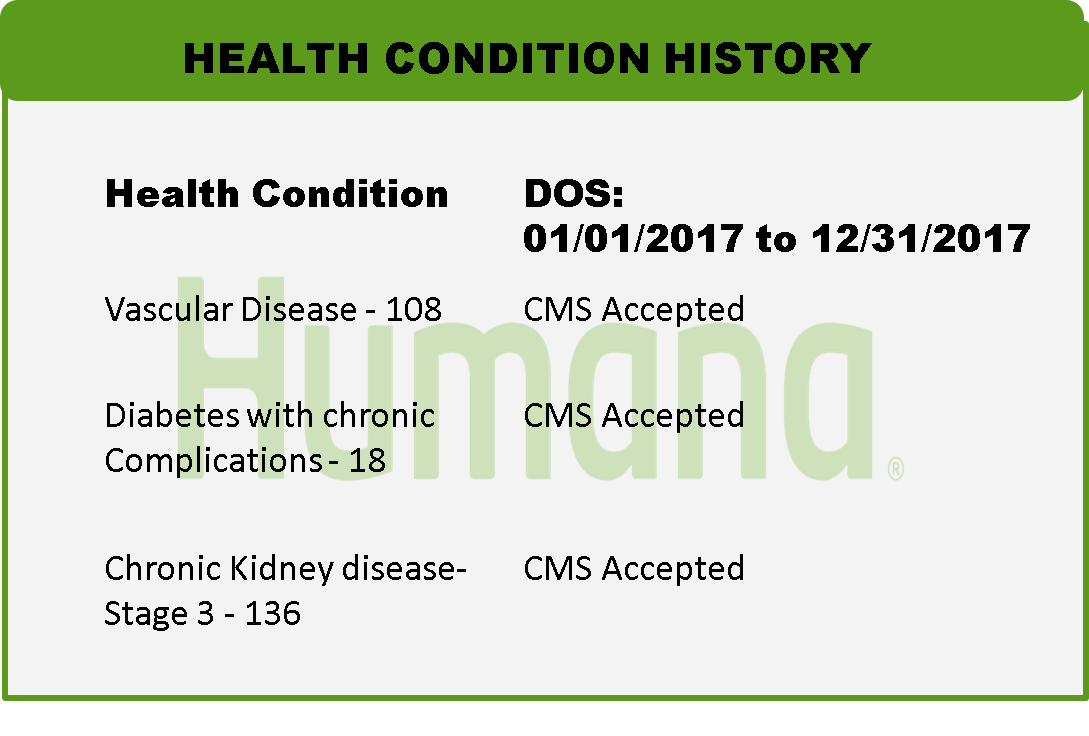 HEALTH CONDITION HISTORY
Health Condition
DOS:
01/01/2017 to 12/31/2017
Vascular Disease - 108
CMS Accepted
Diabetes with chronic
Complications - 18
CMS Accepted
Chronic Kidney disease-
Stage 3 - 136
CMS Accepted
Humana®